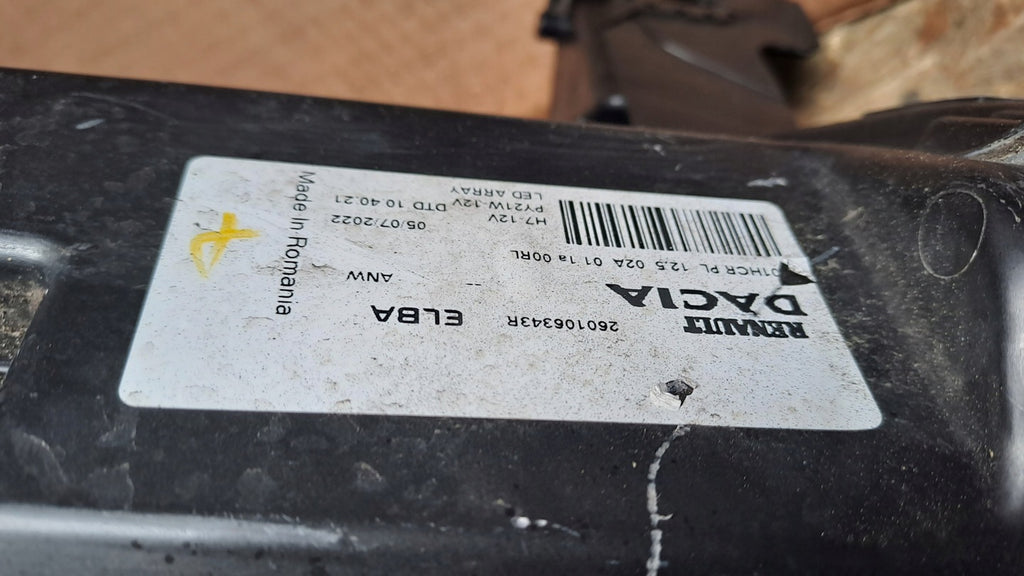 RENAULT
DACIA
260106343R
ELBA
ANW
--
01HCR PL 12.5 02A 01 1a 00RL
H7-12V
PY21W-12V DTD
LED ARRAY
05/07/2022 10:40:21
Made In Romania